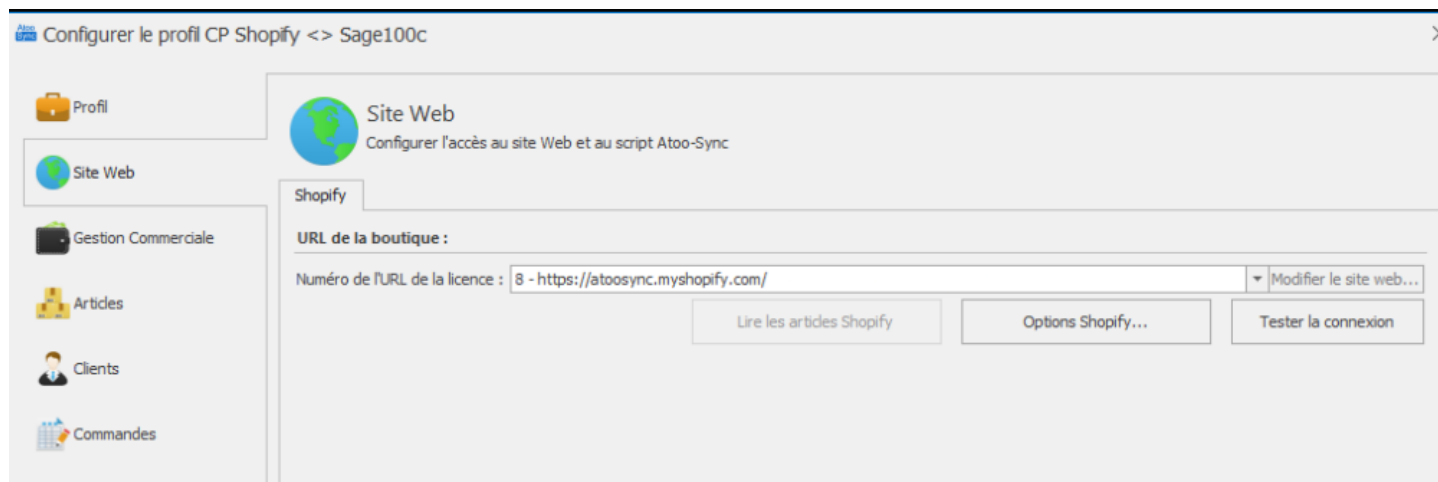 Atoo
Sync
Configurer le profil CP Shopify <> Sage100c
Profil
Site Web
Gestion Commerciale
Articles
Clients
Commandes
Site Web
Configurer l'accès au site Web et au script Atoo-Sync
Shopify
URL de la boutique :
Numéro de l'URL de la licence : 8 - https://atoosync.myshopify.com/ Modifier le site web...
Lire les articles Shopify Options Shopify... Tester la connexion